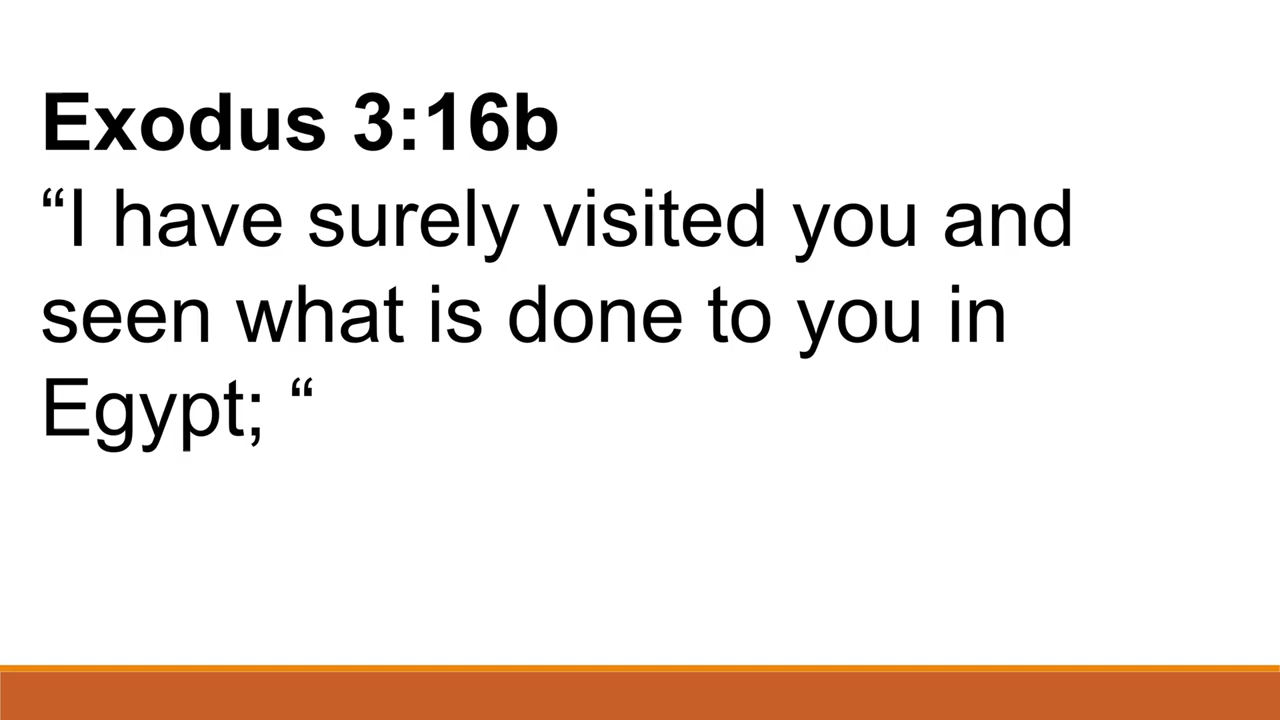 Exodus 3:16b
“I have surely visited you and
seen what is done to you in
Egypt; “